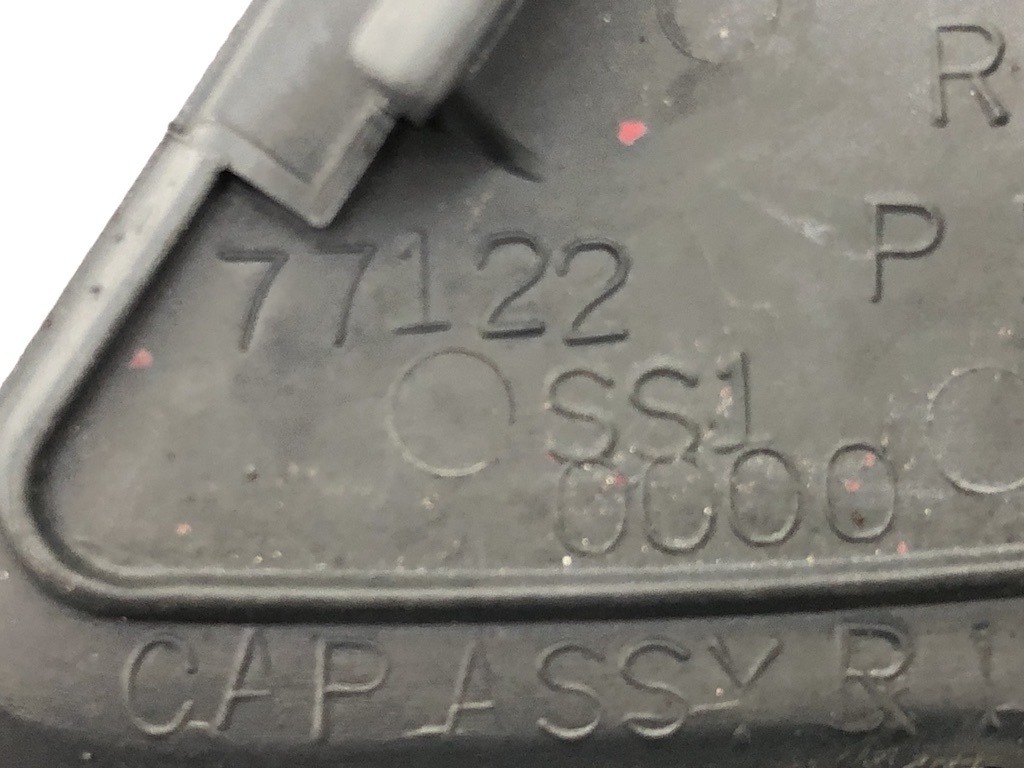 R
P
77122
SS1
0000
CAP ASSY R